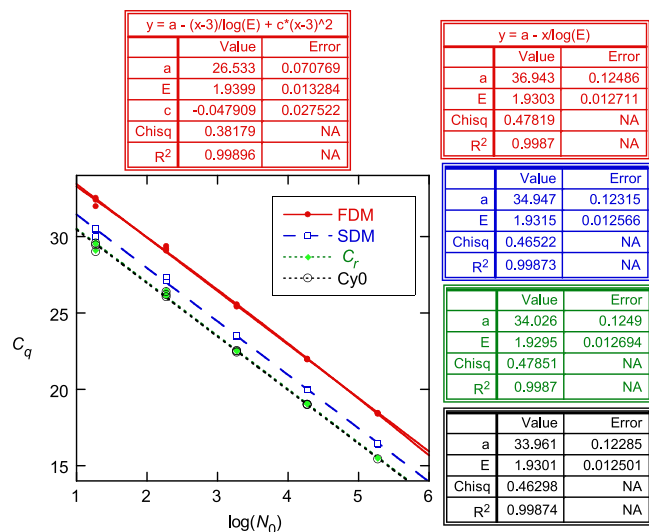 y = a - (x-3)/log(E) + c*(x-3)^2
Value Error
a 26.533 0.070769
E 1.9399 0.013284
c -0.047909 0.027522
Chisq 0.38179 NA
R² 0.99896 NA
y = a - x/log(E)
Value Error
a 36.943 0.12486
E 1.9303 0.012711
Chisq 0.47819 NA
R² 0.9987 NA
Value Error
a 34.947 0.12315
E 1.9315 0.012566
Chisq 0.46522 NA
R² 0.99873 NA
Value Error
a 34.026 0.1249
E 1.9295 0.012694
Chisq 0.47851 NA
R² 0.9987 NA
Value Error
a 33.961 0.12285
E 1.9301 0.012501
Chisq 0.46298 NA
R² 0.99874 NA
FDM
SDM
C_r
Cy0
30
25
20
15
C_q
1 2 3 4 5 6
log(N_0)